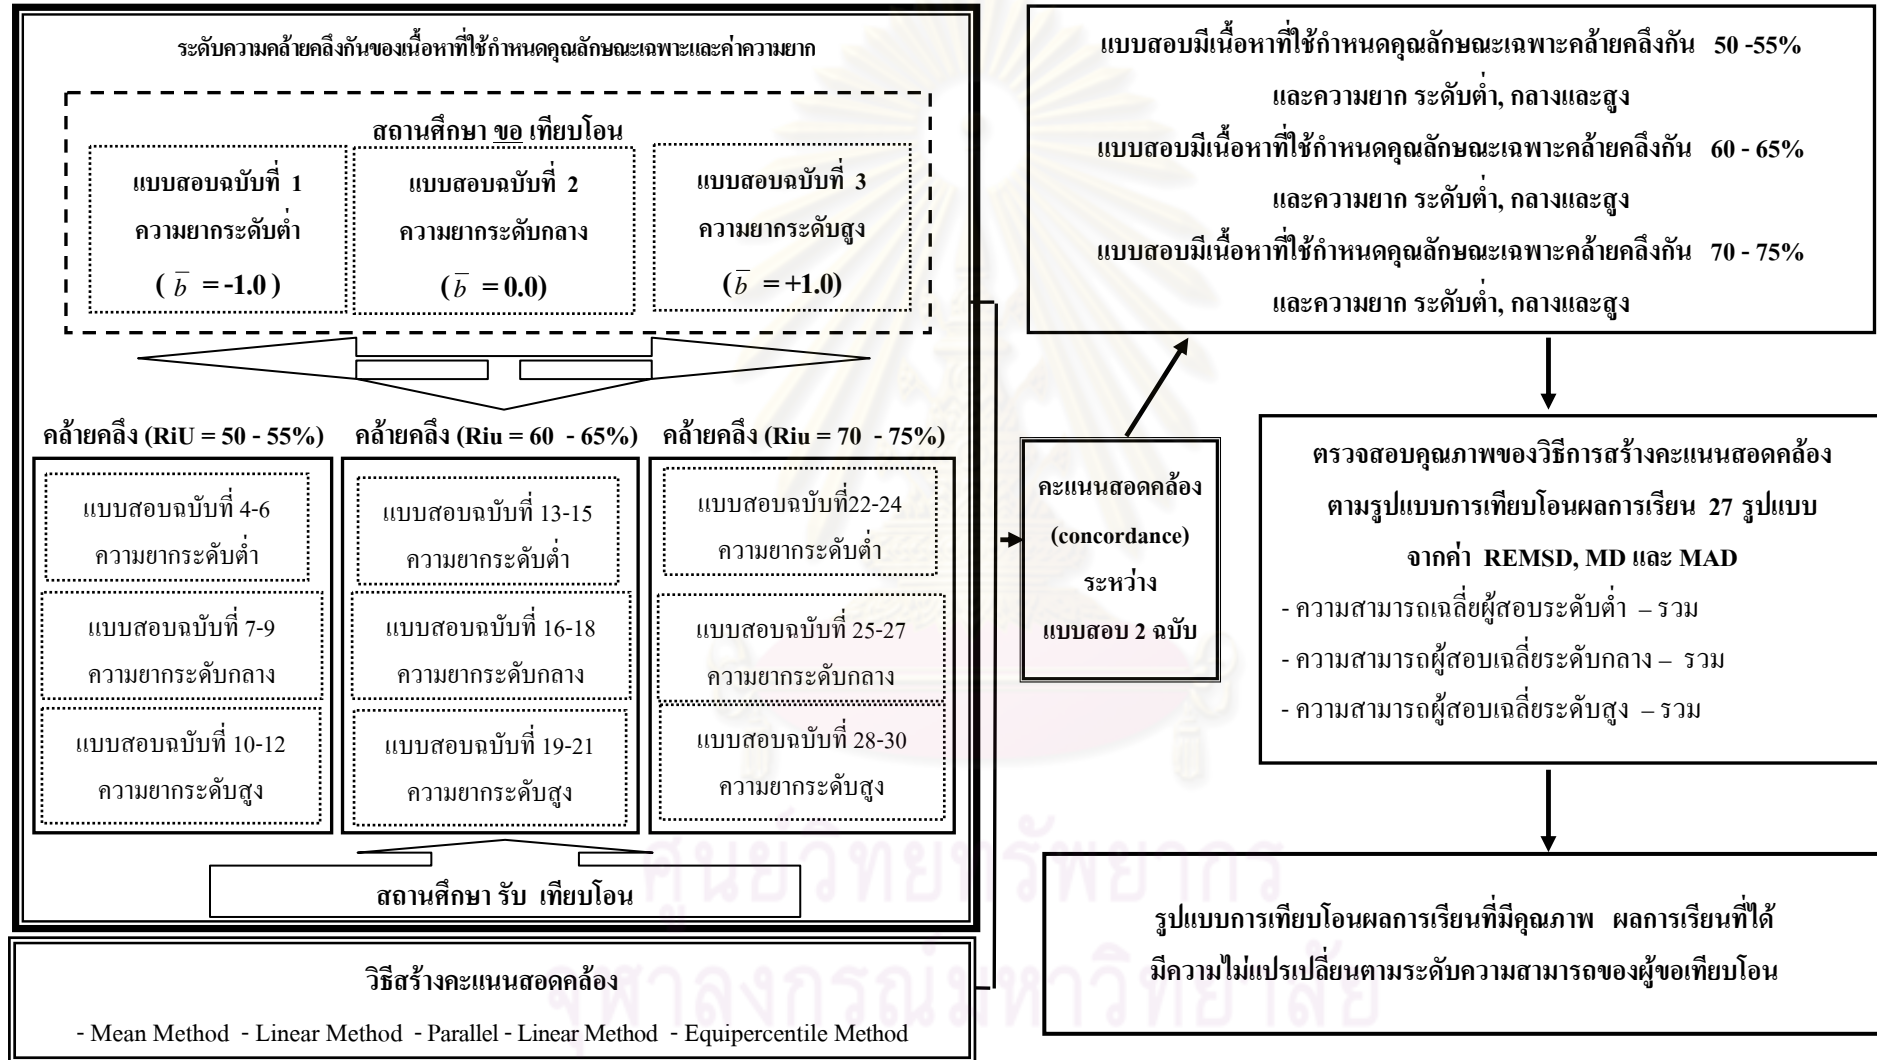 ระดับความคล้ายคลึงกันของเนื้อหาที่ใช้กำหนดคุณลักษณะเฉพาะและค่าความยาก
สถานศึกษา ขอ เทียบโอน
แบบสอบฉบับที่ 1
ความยากระดับต่ำ
( b̅ = -1.0 )
แบบสอบฉบับที่ 2
ความยากระดับกลาง
( b̅ = 0.0)
แบบสอบฉบับที่ 3
ความยากระดับสูง
( b̅ = +1.0)
คล้ายคลึง (RiU = 50 - 55%)
แบบสอบฉบับที่ 4-6
ความยากระดับต่ำ
แบบสอบฉบับที่ 7-9
ความยากระดับกลาง
แบบสอบฉบับที่ 10-12
ความยากระดับสูง
คล้ายคลึง (Riu = 60 - 65%)
แบบสอบฉบับที่ 13-15
ความยากระดับต่ำ
แบบสอบฉบับที่ 16-18
ความยากระดับกลาง
แบบสอบฉบับที่ 19-21
ความยากระดับสูง
คล้ายคลึง (Riu = 70 - 75%)
แบบสอบฉบับที่22-24
ความยากระดับต่ำ
แบบสอบฉบับที่ 25-27
ความยากระดับกลาง
แบบสอบฉบับที่ 28-30
ความยากระดับสูง
สถานศึกษา รับ เทียบโอน
วิธีสร้างคะแนนสอดคล้อง
- Mean Method - Linear Method - Parallel - Linear Method - Equipercentile Method
คะแนนสอดคล้อง
(concordance)
ระหว่าง
แบบสอบ 2 ฉบับ
แบบสอบมีเนื้อหาที่ใช้กำหนดคุณลักษณะเฉพาะคล้ายคลึงกัน 50 -55%
และความยาก ระดับต่ำ, กลางและสูง
แบบสอบมีเนื้อหาที่ใช้กำหนดคุณลักษณะเฉพาะคล้ายคลึงกัน 60 - 65%
และความยาก ระดับต่ำ, กลางและสูง
แบบสอบมีเนื้อหาที่ใช้กำหนดคุณลักษณะเฉพาะคล้ายคลึงกัน 70 - 75%
และความยาก ระดับต่ำ, กลางและสูง
ตรวจสอบคุณภาพของวิธีการสร้างคะแนนสอดคล้อง
ตามรูปแบบการเทียบโอนผลการเรียน 27 รูปแบบ
จากค่า REMSD, MD และ MAD
- ความสามารถเฉลี่ยผู้สอบระดับต่ำ – รวม
- ความสามารถผู้สอบเฉลี่ยระดับกลาง – รวม
- ความสามารถผู้สอบเฉลี่ยระดับสูง – รวม
รูปแบบการเทียบโอนผลการเรียนที่มีคุณภาพ ผลการเรียนที่ได้
มีความไม่แปรเปลี่ยนตามระดับความสามารถของผู้ขอเทียบโอน
ศูนย์วิทยทรัพยากร
จุฬาลงกรณ์มหาวิทยาลัย